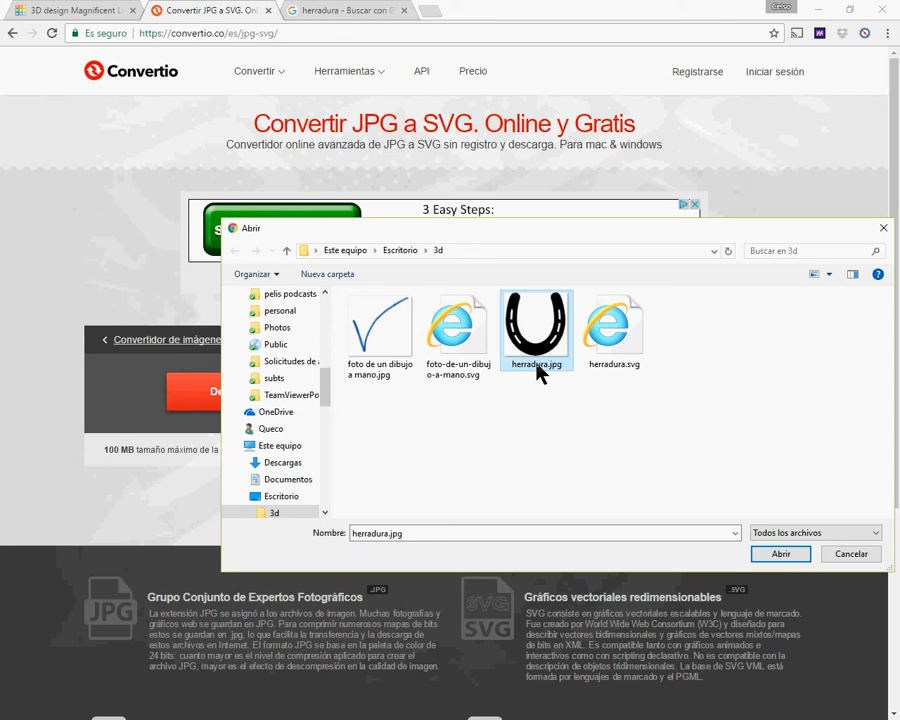 3D design Magnificent L
Convertir JPG a SVG. Onl
herradura - Buscar con G
Celso
Es seguro
https://convertio.co/es/jpg-svg/
Convertio
Convertir
Herramientas
API
Precio
Registrarse
Iniciar sesión
Convertir JPG a SVG. Online y Gratis
Convertidor online avanzada de JPG a SVG sin registro y descarga. Para mac & windows
3 Easy Steps:
Abrir
Este equipo
Escritorio
3d
Buscar en 3d
Organizar
Nueva carpeta
pelis podcasts
personal
Photos
Public
Solicitudes de
subts
TeamViewerPo
OneDrive
Queco
Este equipo
Descargas
Documentos
Escritorio
3d
foto de un dibujo
a mano.jpg
foto-de-un-dibuj
o-a-mano.svg
herradura.jpg
herradura.svg
Convertidor de imágene
De
100 MB tamaño máximo de la
Nombre:
herradura.jpg
Todos los archivos
Abrir
Cancelar
JPG
Grupo Conjunto de Expertos Fotográficos
.JPG
La extensión JPG se asignó a los archivos de imagen. Muchas fotografías y
gráficos web se guardan en JPG. Para comprimir numerosos mapas de bits
estos se guardan en .jpg, lo que facilita la transferencia y la descarga de
estos archivos en Internet. El formato JPG se basa en la paleta de color de
24 bits: cuanto mayor es el nivel de compresión aplicado para crear el
archivo JPG, mayor es el efecto de descompresión en la calidad de imagen.
SVG
SVG
Gráficos vectoriales redimensionables
.SVG
SVG consiste en gráficos vectoriales escalables y lenguaje de marcado.
Fue creado por World Wide Web Consortium (W3C) y diseñado para
describir vectores bidimensionales y gráficos de vectores mixtos/mapas
de bits en XML. Es compatible tanto con gráficos animados e
interactivos como con scripting declarativo. No es compatible con la
descripción de objetos tridimensionales. La base de SVG VML está
formada por lenguajes de marcado y el PGML.